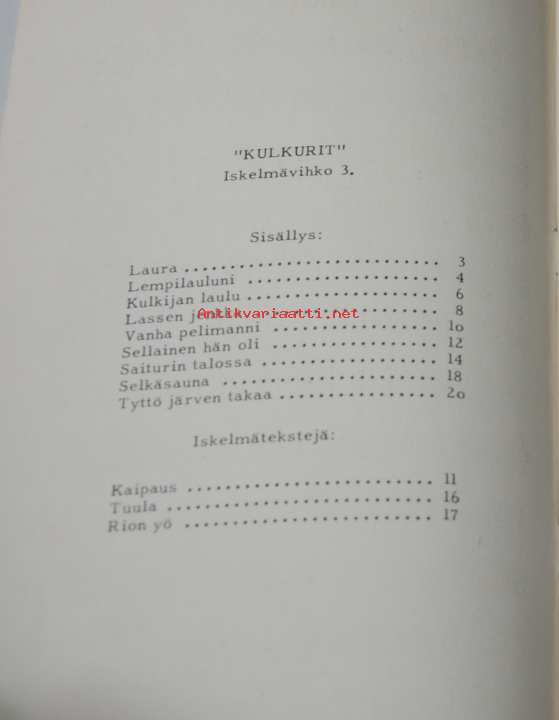 "KULKURIT"
Iskelmävihko 3.
Sisällys:
Laura ........................... 3
Lempilauluni ..................... 4
Kulkijan laulu .................... 6
Lassen j ................ 8
Antikvariaatti.net
Vanha pelimanni .................. 1o
Sellainen hän oli .................. 12
Saiturin talossa ................... 14
Selkäsauna ...................... 18
Tyttö järven takaa ................. 2o
Iskelmätekstejä:
Kaipaus .......................... 11
Tuula ............................ 16
Rion yö .......................... 17